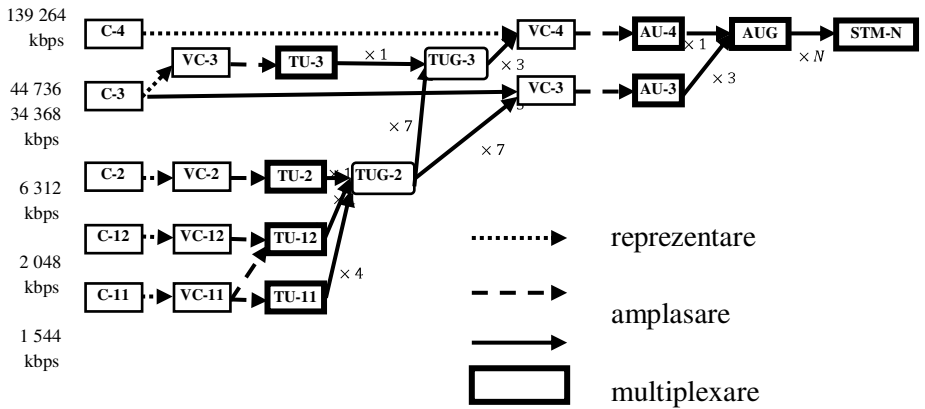 139 264
kbps
C-4
VC-4
AU-4
× 1
AUG
× N
STM-N
VC-3
TU-3
× 1
TUG-3
× 3
× 3
44 736
34 368
kbps
C-3
VC-3
AU-3
× 7
× 7
6 312
kbps
C-2
VC-2
TU-2
TUG-2
2 048
kbps
C-12
VC-12
TU-12
× 4
1 544
kbps
C-11
VC-11
TU-11
reprezentare
amplasare
multiplexare